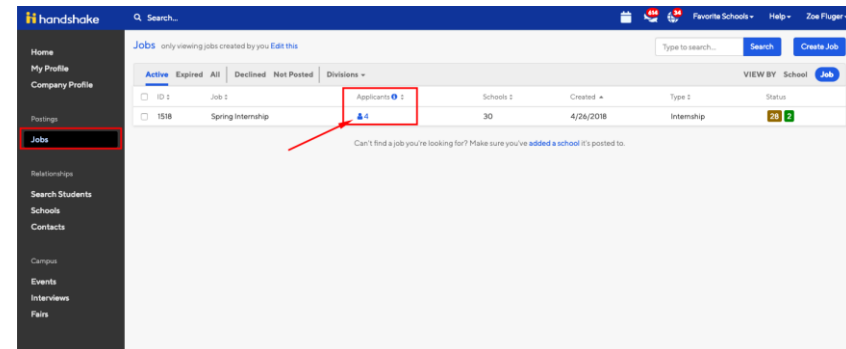 handshake Search... 614 34 Favorite Schools Help Zoe Fluger
Home
My Profile
Company Profile
Postings
Jobs
Relationships
Search Students
Schools
Contacts
Campus
Events
Interviews
Fairs
Jobs only viewing jobs created by you Edit this Type to search... Search Create Job
Active Expired All Declined Not Posted Divisions VIEW BY School Job
ID Job Applicants Schools Created Type Status
1518 Spring Internship 4 30 4/26/2018 Internship 28 2
Can't find a job you're looking for? Make sure you've added a school it's posted to.